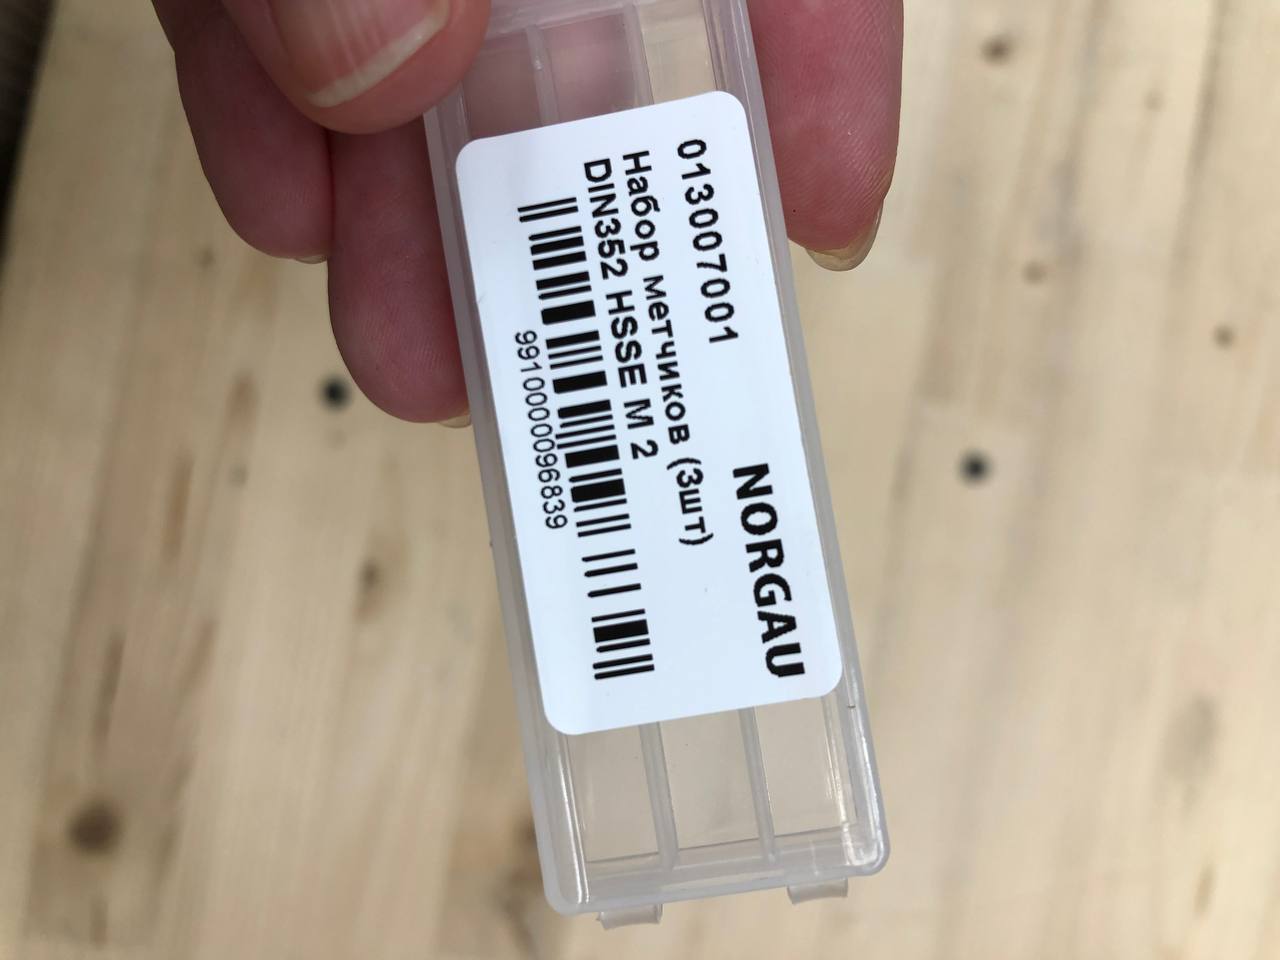 NORGAU
013007001
Набор метчиков (3шт)
DIN352 HSSE M 2
9910000096839